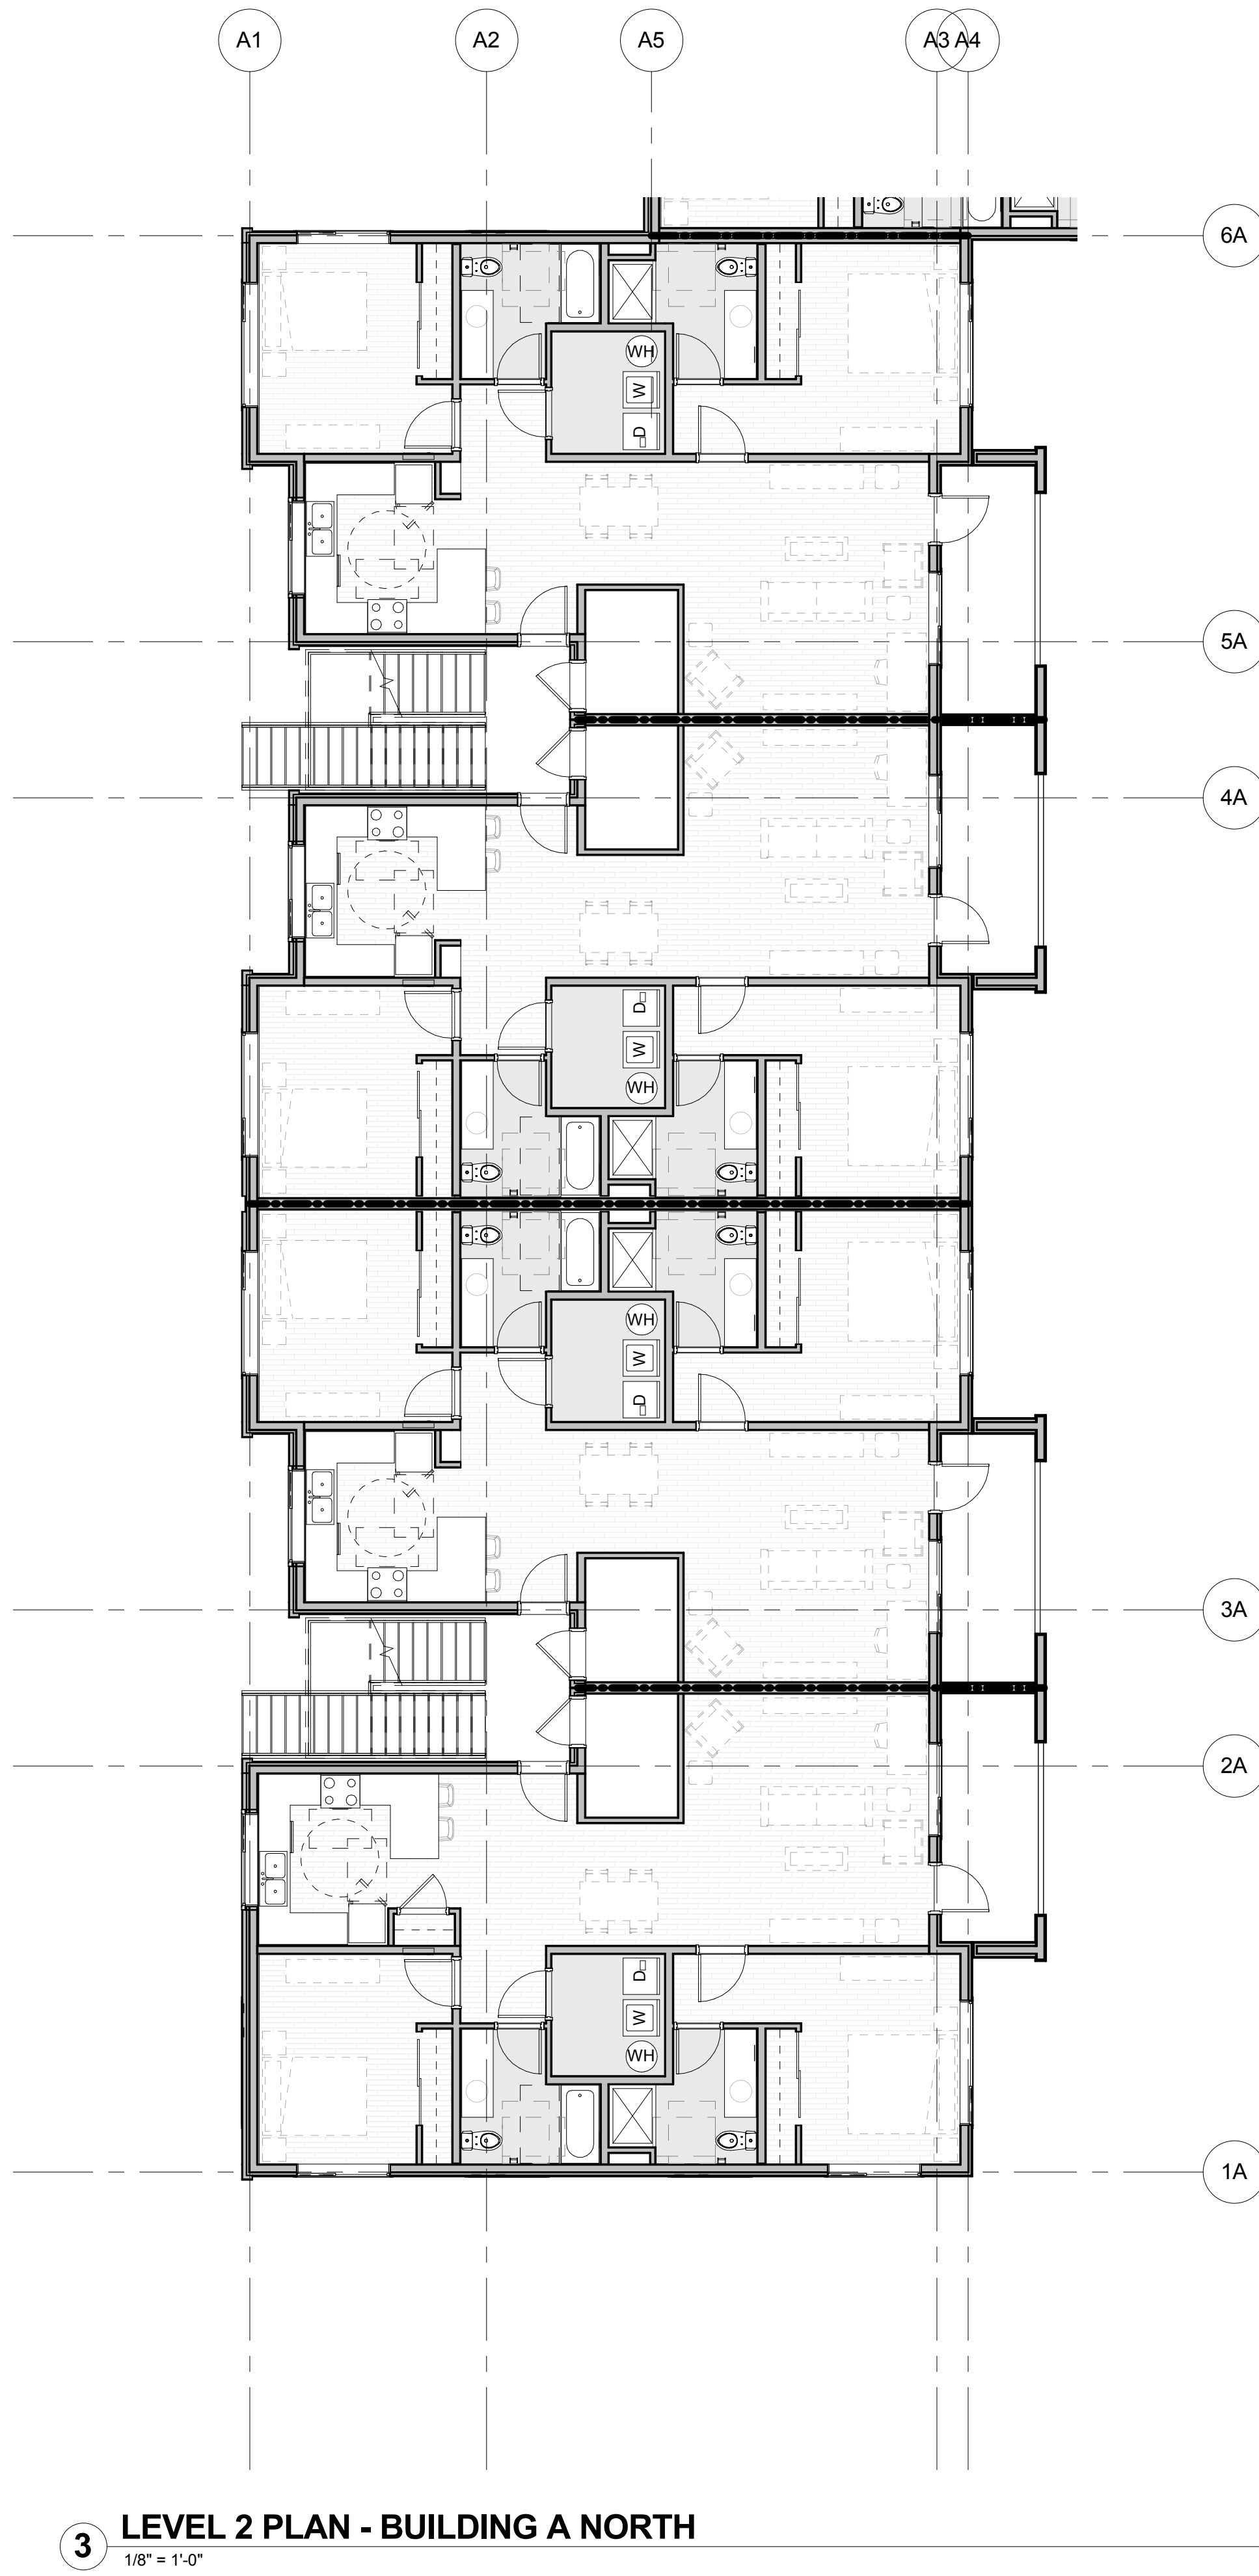 A1 A2 A5 A3 A4
6A
WH
W
D
5A
4A
D
W
WH
WH
W
D
3A
2A
D
W
WH
1A
3 LEVEL 2 PLAN - BUILDING A NORTH
1/8" = 1'-0"